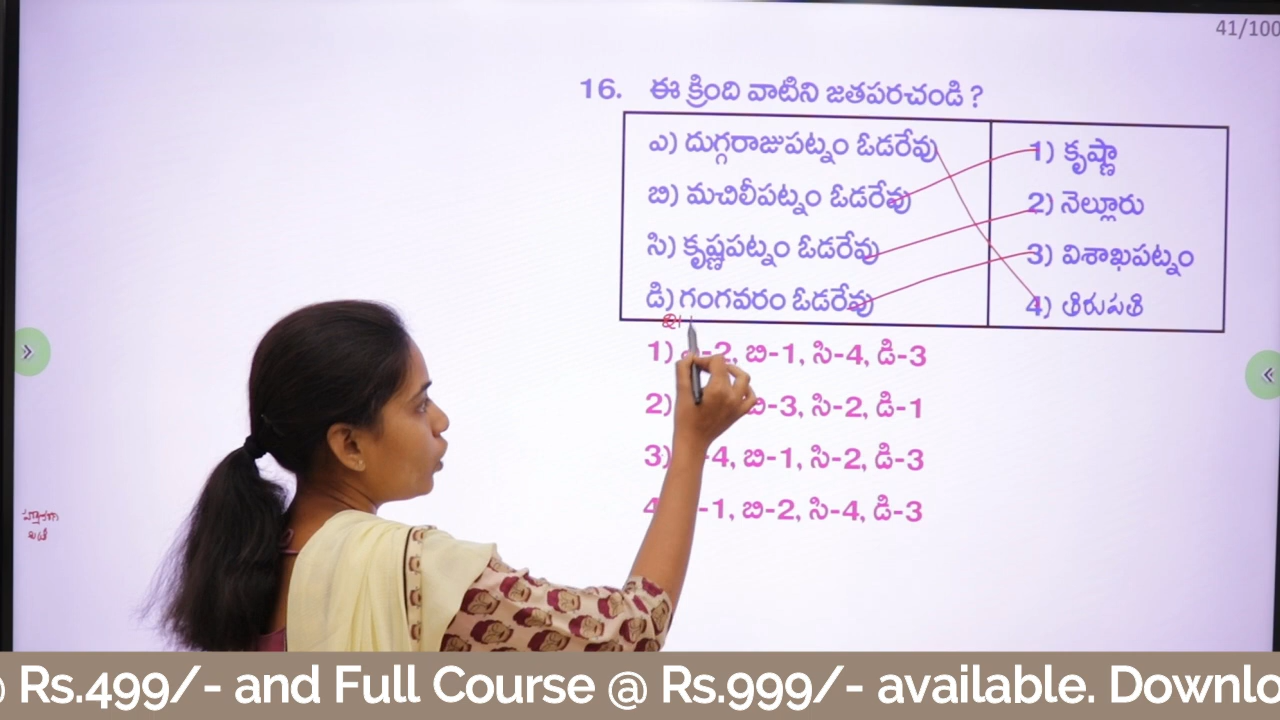 41/100
16. ఈ క్రింది వాటిని జతపరచండి ?
ఎ) దుగ్గరాజుపట్నం ఓడరేవు 1) కృష్ణా
బి) మచిలీపట్నం ఓడరేవు 2) నెల్లూరు
సి) కృష్ణపట్నం ఓడరేవు 3) విశాఖపట్నం
డి) గంగవరం ఓడరేవు 4) తిరుపతి
1) -2, బి-1, సి-4, డి-3
2) -3, సి-2, డి-1
3) -4, బి-1, సి-2, డి-3
4 -1, బి-2, సి-4, డి-3
Rs.499/- and Full Course @ Rs.999/- available. Downlo